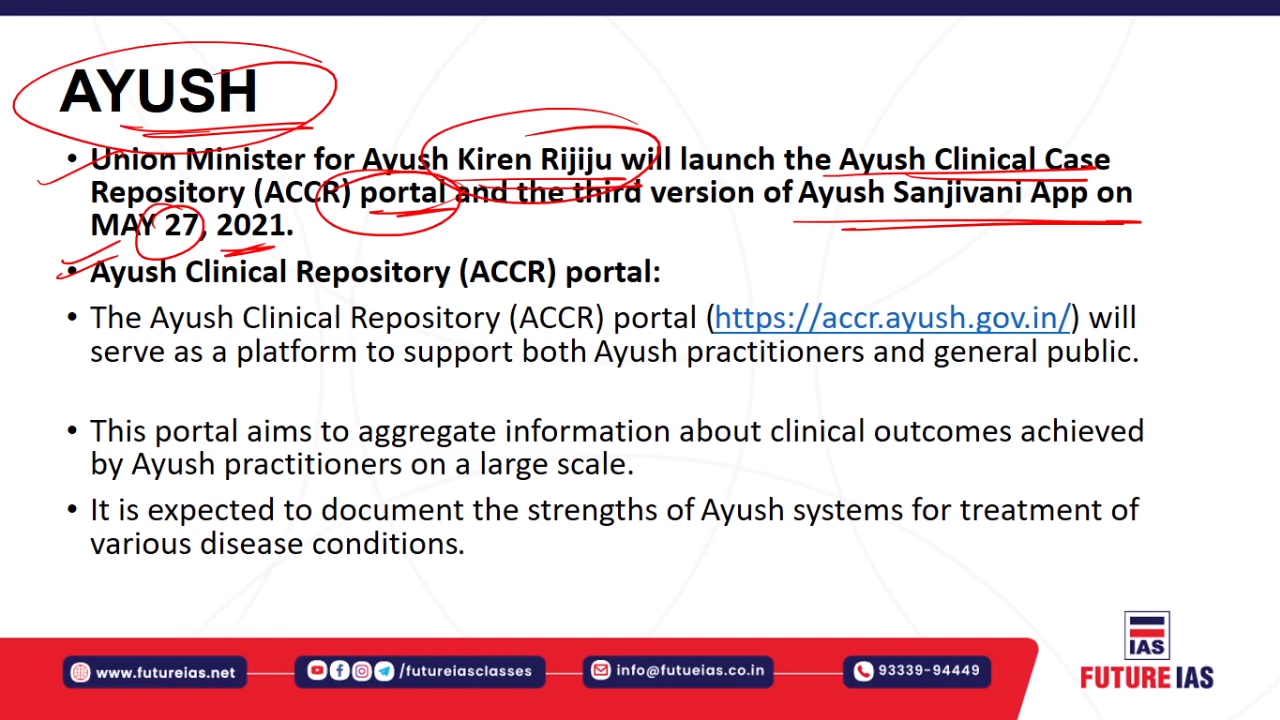 AYUSH
• Union Minister for Ayush Kiren Rijiju will launch the Ayush Clinical Case
Repository (ACCR) portal and the third version of Ayush Sanjivani App on
MAY 27, 2021.
• Ayush Clinical Repository (ACCR) portal:
• The Ayush Clinical Repository (ACCR) portal (https://accr.ayush.gov.in/) will
serve as a platform to support both Ayush practitioners and general public.
• This portal aims to aggregate information about clinical outcomes achieved
by Ayush practitioners on a large scale.
• It is expected to document the strengths of Ayush systems for treatment of
various disease conditions.
IAS
FUTURE IAS
www.futureias.net
/futureiasclasses
info@futueias.co.in
93339-94449